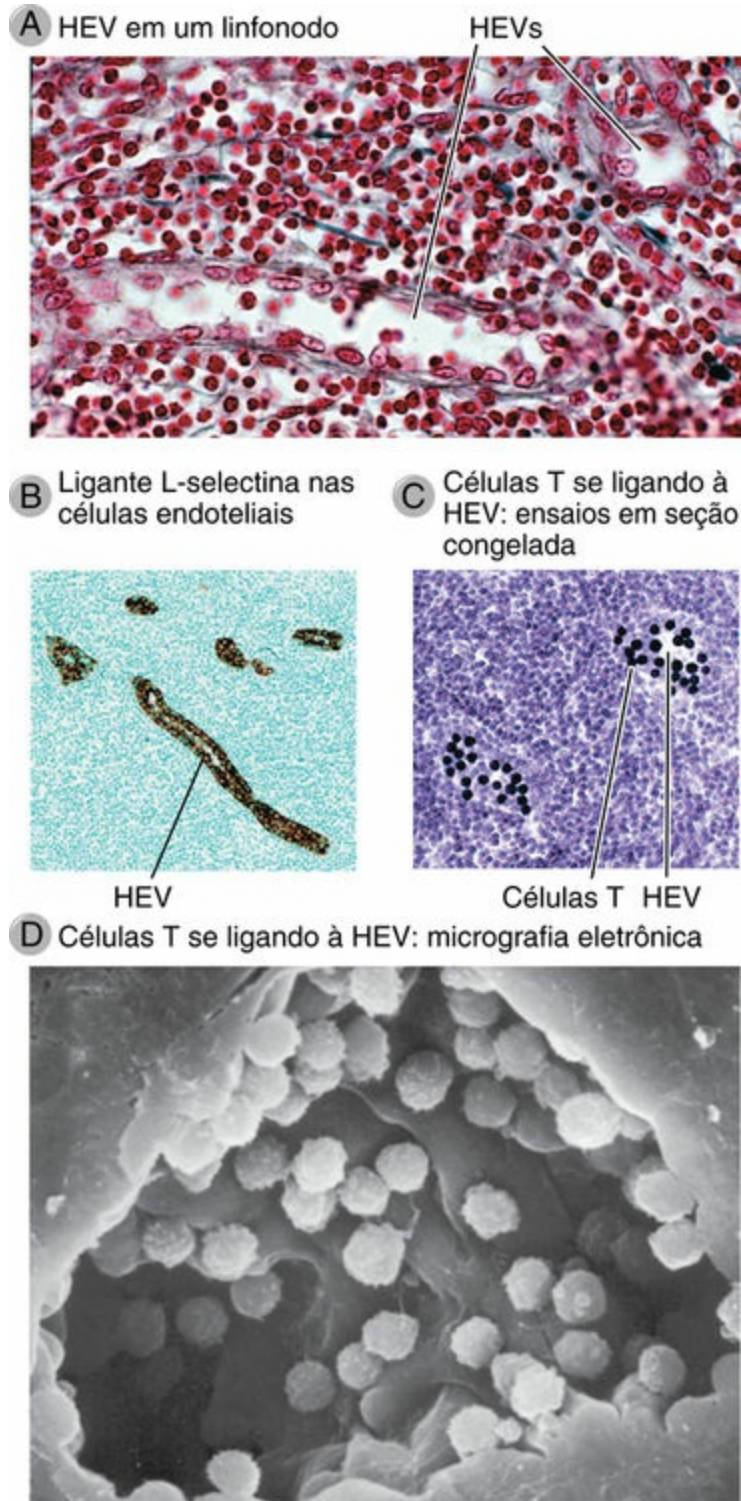 A HEV em um linfonodo
HEVs
B Ligante L-selectina nas
células endoteliais
C Células T se ligando à
HEV: ensaios em seção
congelada
HEV
Células T HEV
D Células T se ligando à HEV: micrografia eletrônica